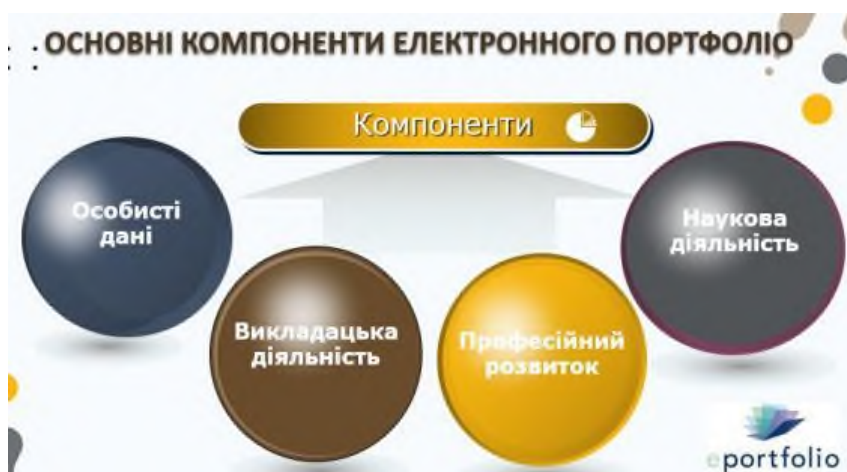 ОСНОВНІ КОМПОНЕНТИ ЕЛЕКТРОННОГО ПОРТФОЛІО
Компоненти
Особисті
дані
Викладацька
діяльність
Професійний
розвиток
Наукова
діяльність
eportfolio